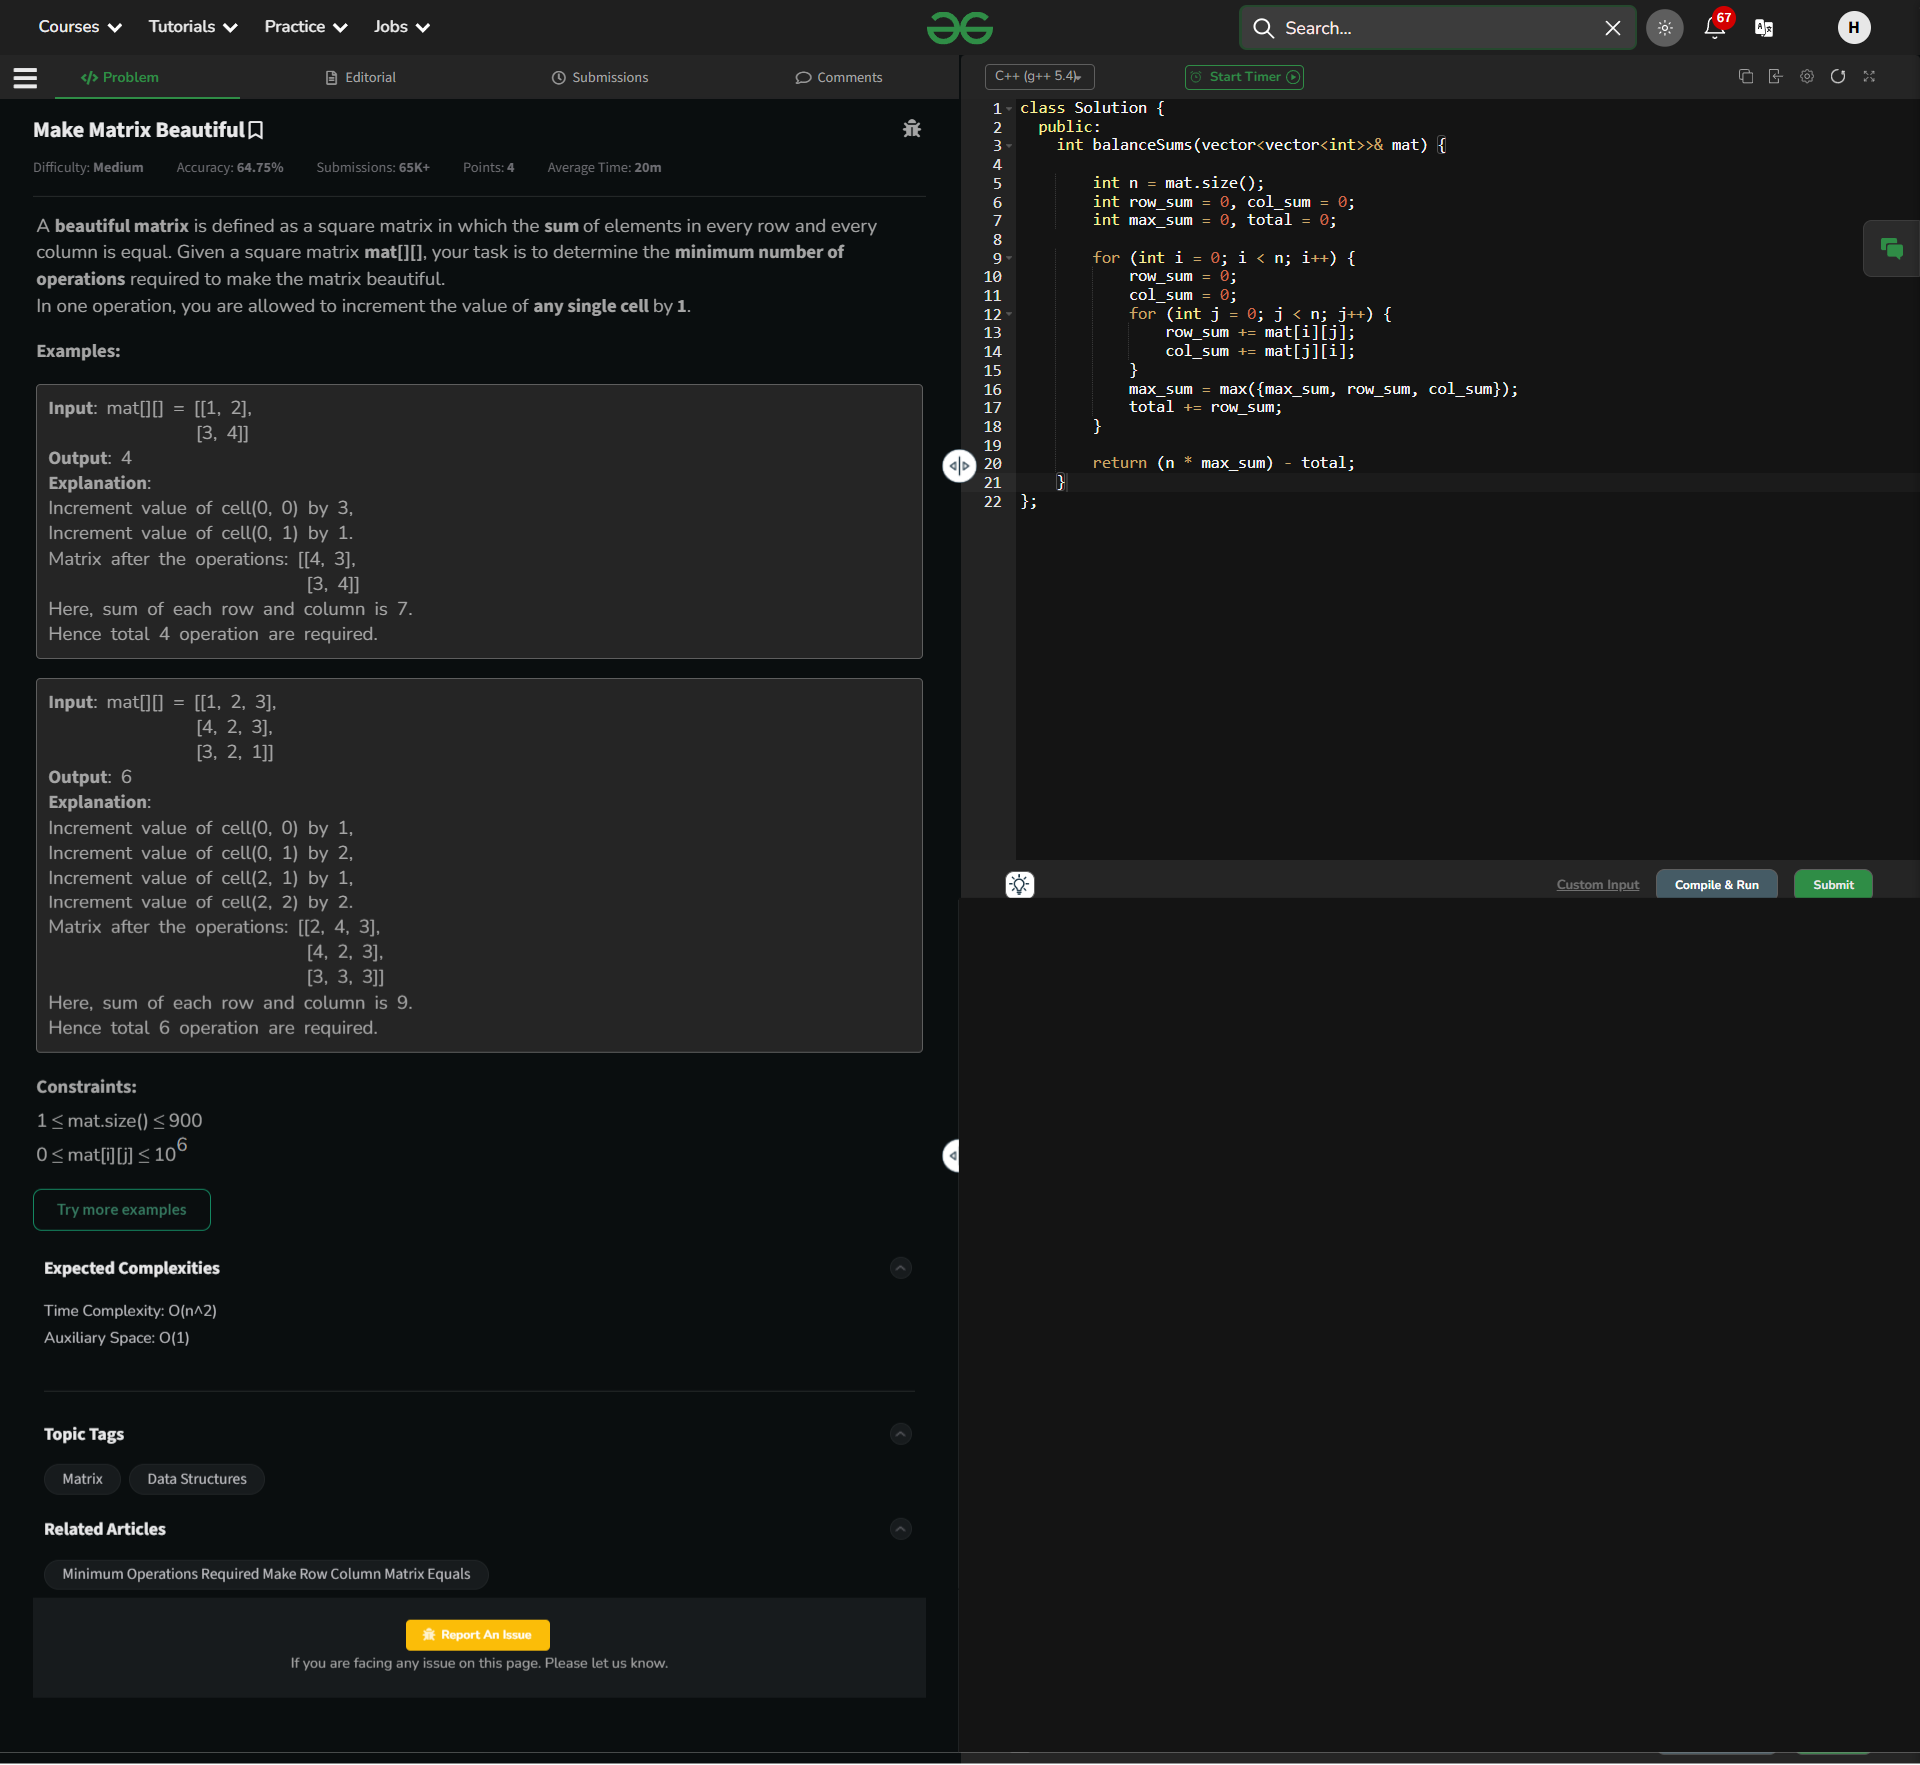 Courses Tutorials Practice Jobs
Search...
67
H
</> Problem Editorial Submissions Comments
C++ (g++ 5.4)
Start Timer
Make Matrix Beautiful
Difficulty: Medium Accuracy: 64.75% Submissions: 65K+ Points: 4 Average Time: 20m
A beautiful matrix is defined as a square matrix in which the sum of elements in every row and every
column is equal. Given a square matrix mat[][], your task is to determine the minimum number of
operations required to make the matrix beautiful.
In one operation, you are allowed to increment the value of any single cell by 1.
Examples:
Input: mat[][] = [[1, 2],
[3, 4]]
Output: 4
Explanation:
Increment value of cell(0, 0) by 3,
Increment value of cell(0, 1) by 1.
Matrix after the operations: [[4, 3],
[3, 4]]
Here, sum of each row and column is 7.
Hence total 4 operation are required.
Input: mat[][] = [[1, 2, 3],
[4, 2, 3],
[3, 2, 1]]
Output: 6
Explanation:
Increment value of cell(0, 0) by 1,
Increment value of cell(0, 1) by 2,
Increment value of cell(2, 1) by 1,
Increment value of cell(2, 2) by 2.
Matrix after the operations: [[2, 4, 3],
[4, 2, 3],
[3, 3, 3]]
Here, sum of each row and column is 9.
Hence total 6 operation are required.
Constraints:
1 ≤ mat.size() ≤ 900
0 ≤ mat[i][j] ≤ 10^6
Try more examples
Expected Complexities
Time Complexity: O(n^2)
Auxiliary Space: O(1)
Topic Tags
Matrix Data Structures
Related Articles
Minimum Operations Required Make Row Column Matrix Equals
Report An Issue
If you are facing any issue on this page. Please let us know.
1 class Solution {
2 public:
3 int balanceSums(vector<vector<int>>& mat) {
4
5 int n = mat.size();
6 int row_sum = 0, col_sum = 0;
7 int max_sum = 0, total = 0;
8
9 for (int i = 0; i < n; i++) {
10 row_sum = 0;
11 col_sum = 0;
12 for (int j = 0; j < n; j++) {
13 row_sum += mat[i][j];
14 col_sum += mat[j][i];
15 }
16 max_sum = max({max_sum, row_sum, col_sum});
17 total += row_sum;
18 }
19
20 return (n * max_sum) - total;
21 }
22 };
Custom Input Compile & Run Submit